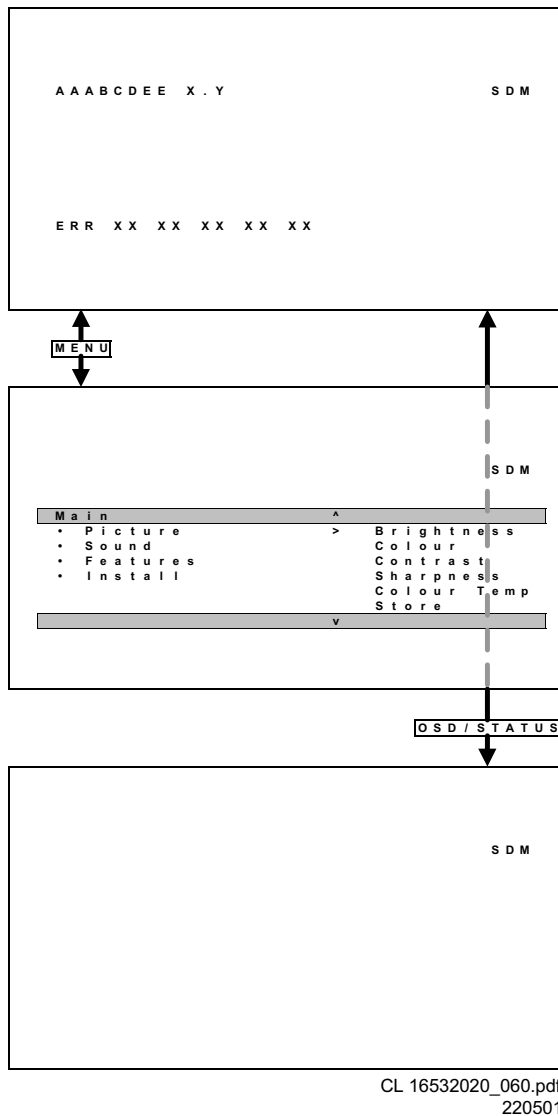 AAABCDEE X.Y SDM
ERR XX XX XX XX XX
MENU
SDM
Main ^
• Picture > Brightness
• Sound Colour
• Features Contrast
• Install Sharpness
Colour Temp
Store
v
OSD/STATUS
SDM
CL 16532020_060.pdf
220501